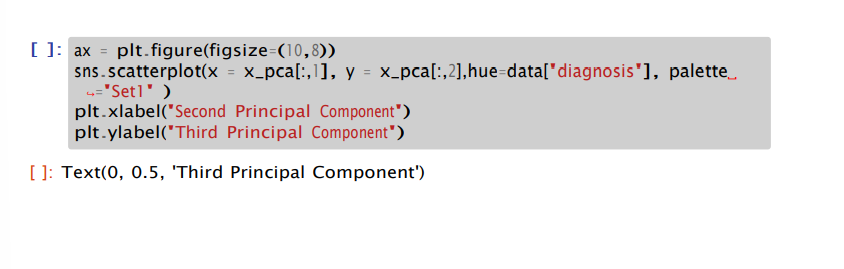 [ ]: ax = plt.figure(figsize=(10,8))
sns.scatterplot(x = x_pca[:,1], y = x_pca[:,2],hue=data["diagnosis"], palette␣
↪="Set1" )
plt.xlabel("Second Principal Component")
plt.ylabel("Third Principal Component")
[ ]: Text(0, 0.5, 'Third Principal Component')